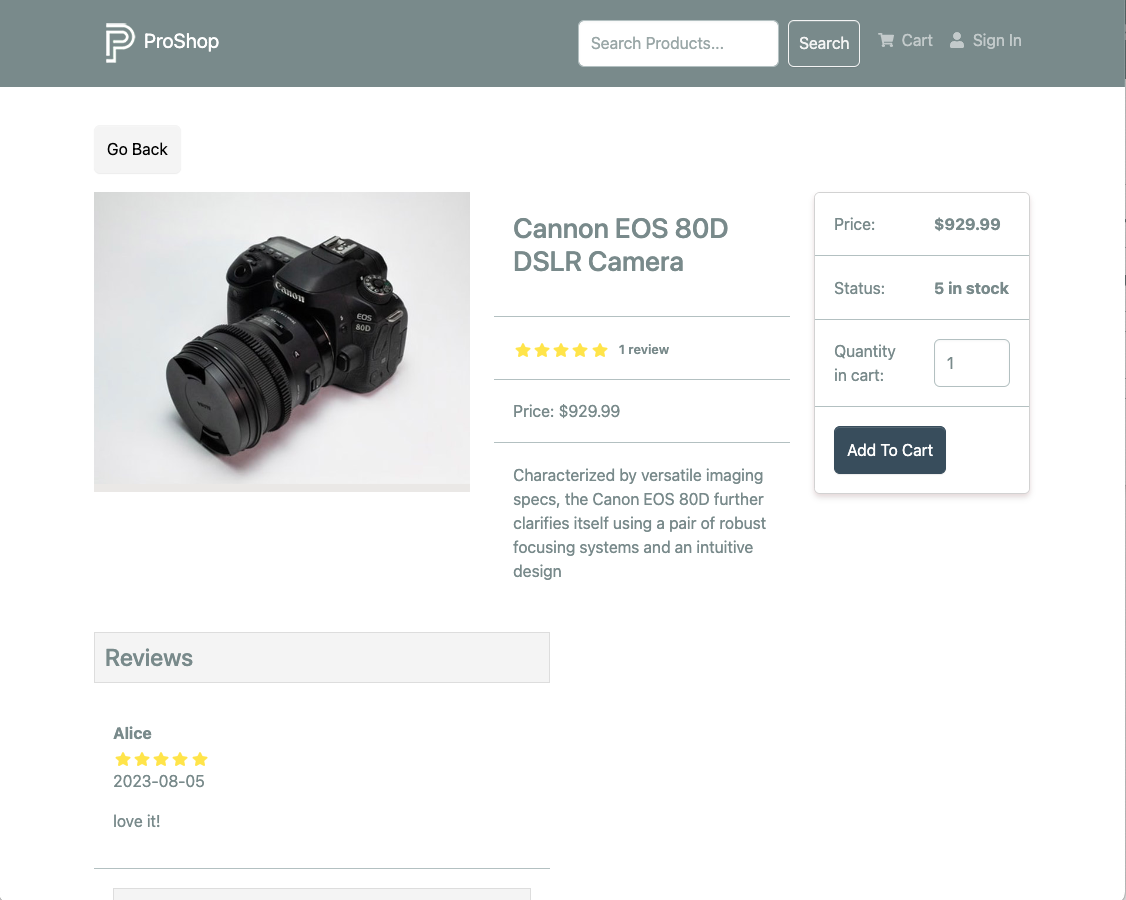 ProShop
Search Products...
Search
Cart
Sign In
Go Back
Canon
EOS
80D
A
Cannon EOS 80D
DSLR Camera
1 review
Price: $929.99
Characterized by versatile imaging
specs, the Canon EOS 80D further
clarifies itself using a pair of robust
focusing systems and an intuitive
design
Price: $929.99
Status: 5 in stock
Quantity
in cart:
1
Add To Cart
Reviews
Alice
2023-08-05
love it!